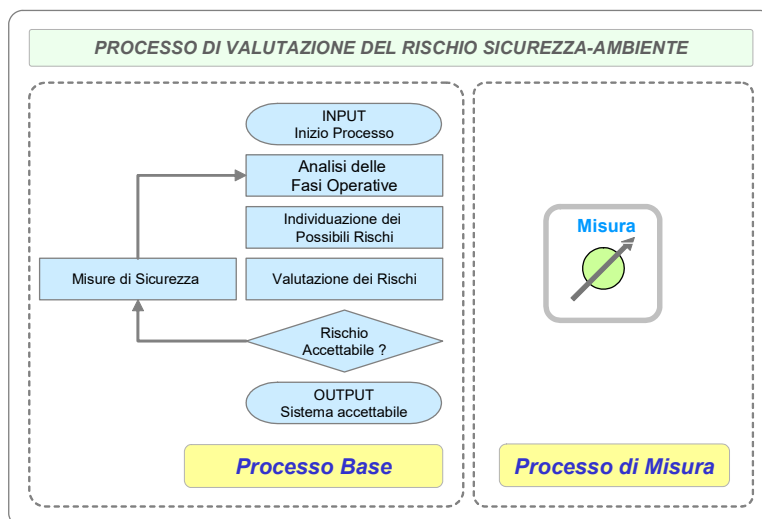 PROCESSO DI VALUTAZIONE DEL RISCHIO SICUREZZA-AMBIENTE
INPUT
Inizio Processo
Analisi delle
Fasi Operative
Individuazione dei
Possibili Rischi
Misure di Sicurezza
Valutazione dei Rischi
Rischio
Accettabile ?
OUTPUT
Sistema accettabile
Processo Base
Misura
Processo di Misura